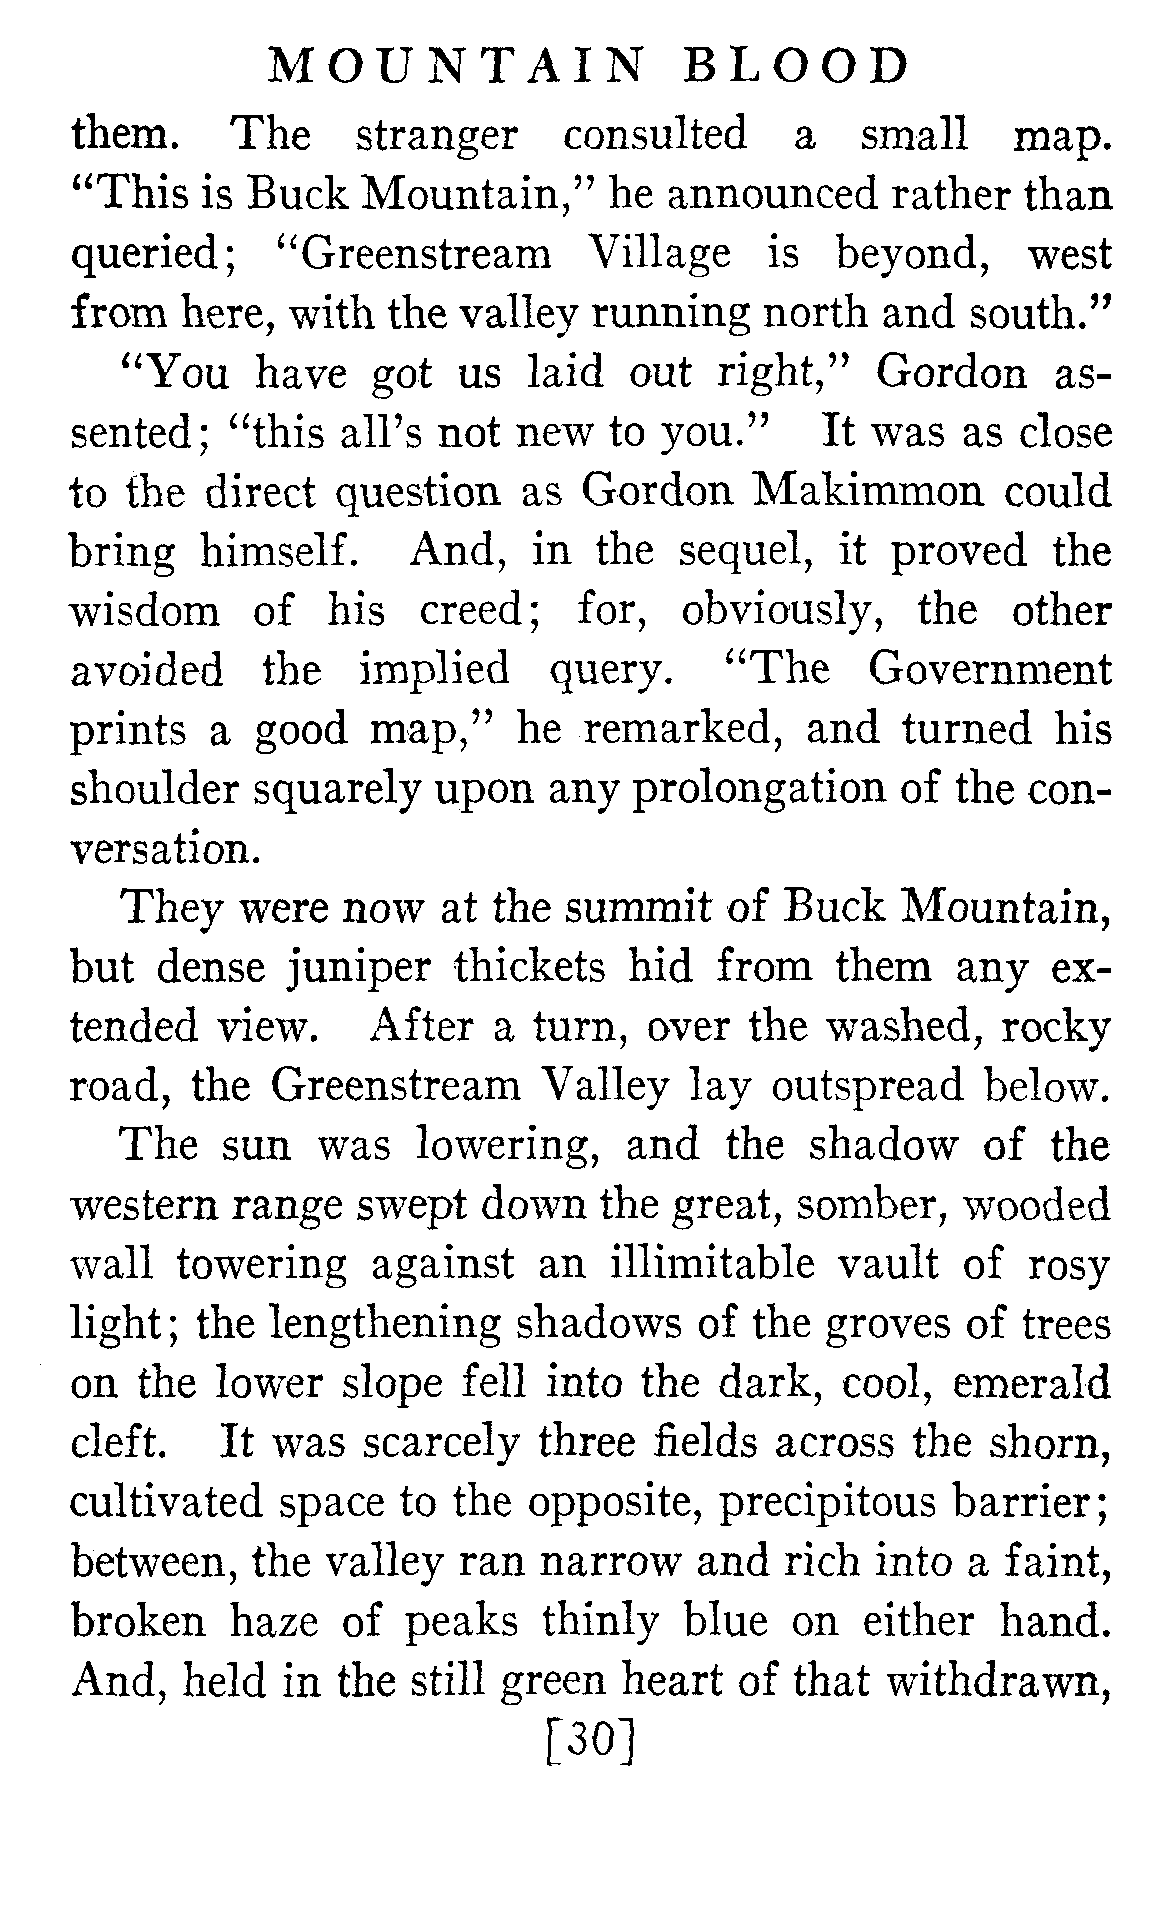 MOUNTAIN BLOOD
them. The stranger consulted a small map.
“This is Buck Mountain,” he announced rather than
queried; “Greenstream Village is beyond, west
from here, with the valley running north and south.”
“You have got us laid out right,” Gordon as-
sented; “this all’s not new to you.” It was as close
to the direct question as Gordon Makimmon could
bring himself. And, in the sequel, it proved the
wisdom of his creed; for, obviously, the other
avoided the implied query. “The Government
prints a good map,” he remarked, and turned his
shoulder squarely upon any prolongation of the con-
versation.
They were now at the summit of Buck Mountain,
but dense juniper thickets hid from them any ex-
tended view. After a turn, over the washed, rocky
road, the Greenstream Valley lay outspread below.
The sun was lowering, and the shadow of the
western range swept down the great, somber, wooded
wall towering against an illimitable vault of rosy
light; the lengthening shadows of the groves of trees
on the lower slope fell into the dark, cool, emerald
cleft. It was scarcely three fields across the shorn,
cultivated space to the opposite, precipitous barrier;
between, the valley ran narrow and rich into a faint,
broken haze of peaks thinly blue on either hand.
And, held in the still green heart of that withdrawn,
[30]